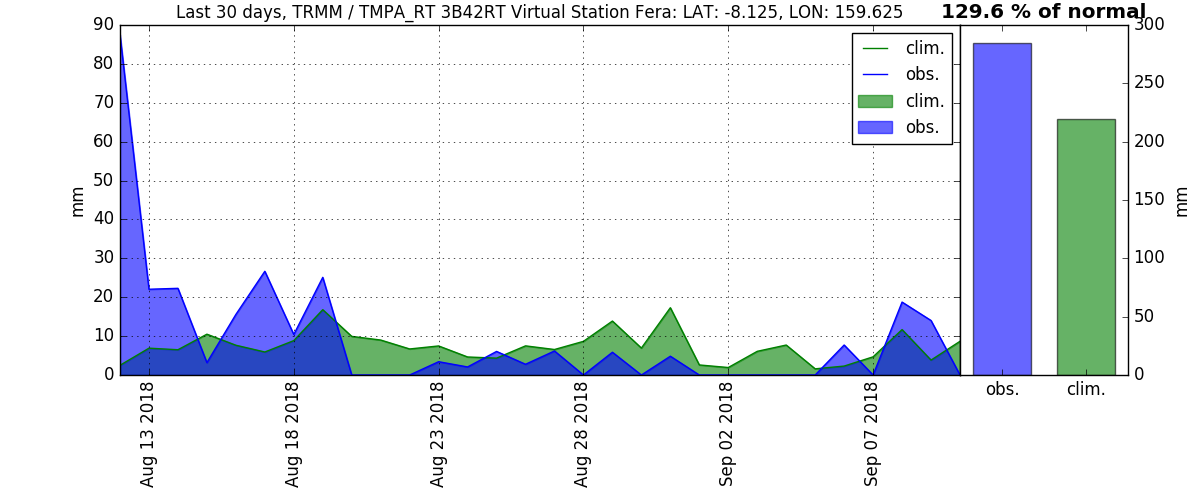 Last 30 days, TRMM / TMPA_RT 3B42RT Virtual Station Fera: LAT: -8.125, LON: 159.625
129.6 % of normal
90
80
70
60
50
40
30
20
10
0
mm
clim.
obs.
clim.
obs.
Aug 13 2018
Aug 18 2018
Aug 23 2018
Aug 28 2018
Sep 02 2018
Sep 07 2018
300
250
200
150
100
50
0
mm
obs.
clim.